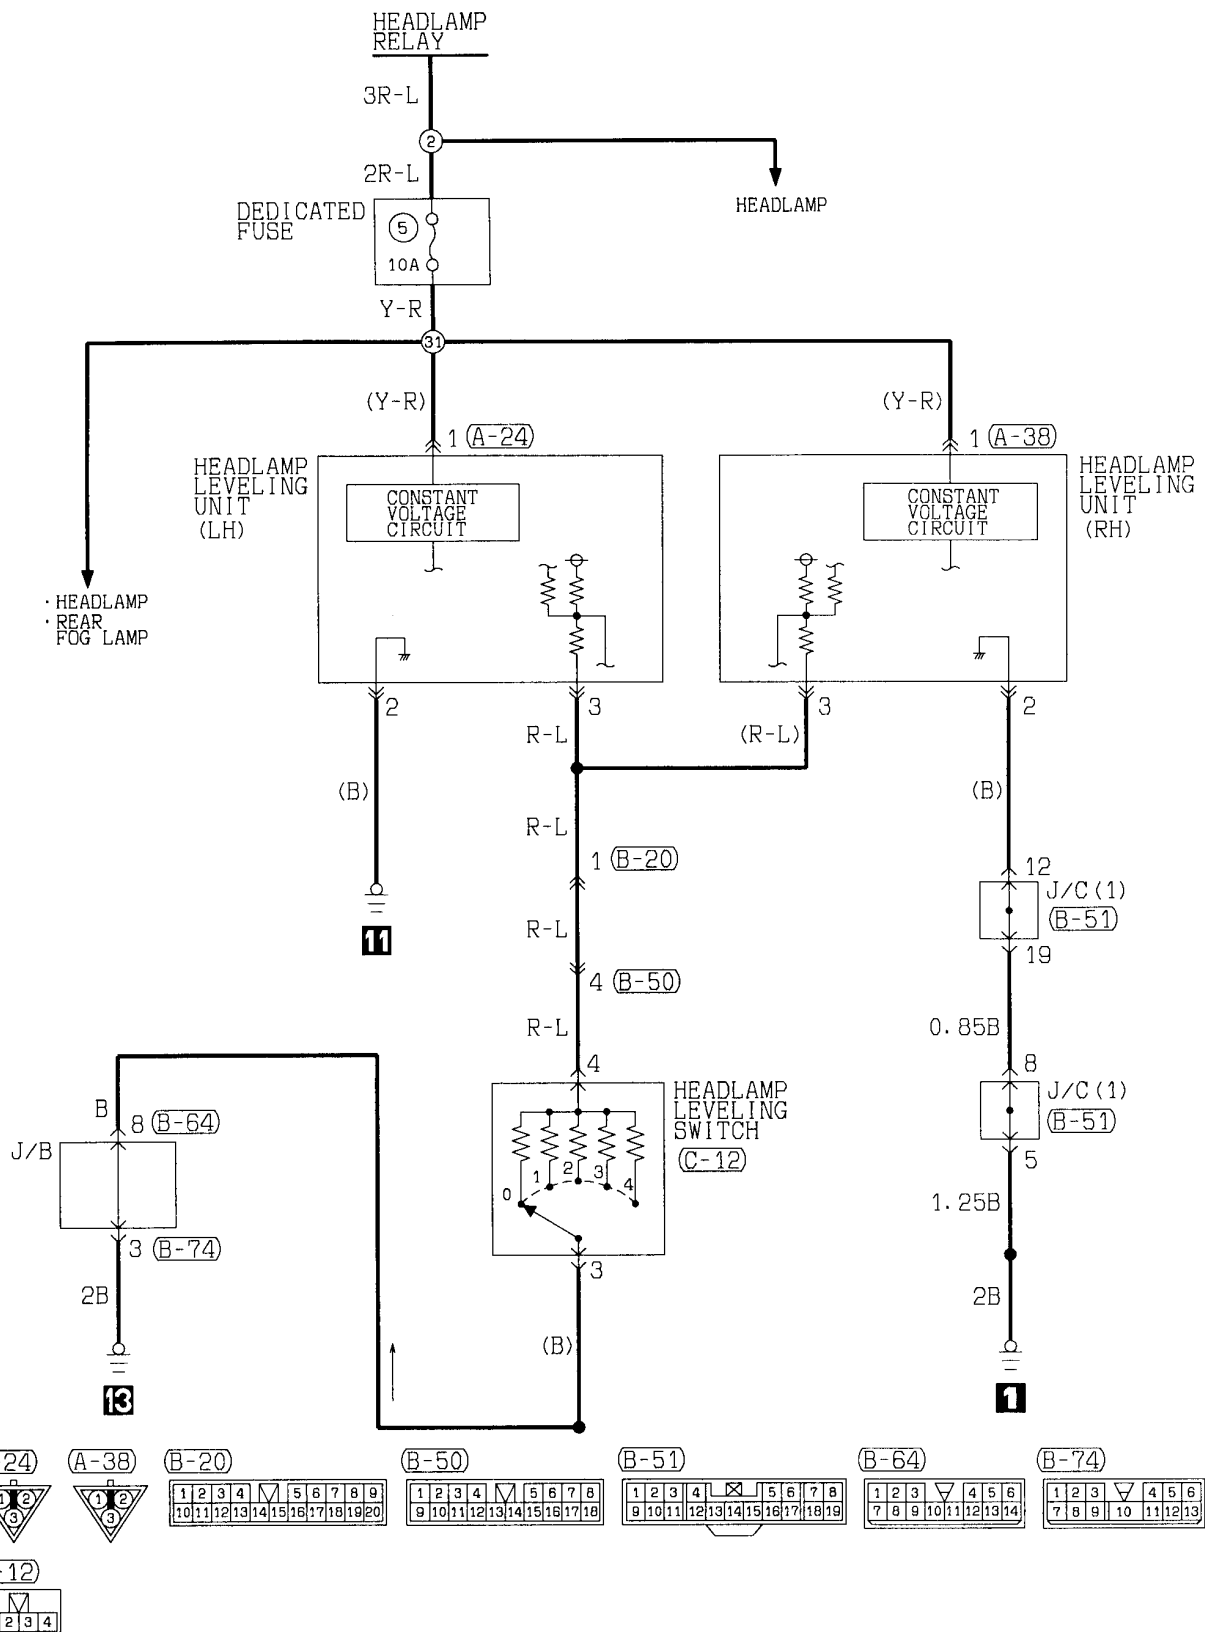 HEADLAMP
RELAY
3R-L
2
2R-L
HEADLAMP
DEDICATED
FUSE
5
10A
Y-R
31
(Y-R)
(Y-R)
1 (A-24)
1 (A-38)
HEADLAMP
LEVELING
UNIT
(LH)
CONSTANT
VOLTAGE
CIRCUIT
CONSTANT
VOLTAGE
CIRCUIT
HEADLAMP
LEVELING
UNIT
(RH)
· HEADLAMP
· REAR
FOG LAMP
2
3
3
2
R-L
(R-L)
(B)
(B)
R-L
1 (B-20)
12
J/C (1)
(B-51)
11
R-L
19
4 (B-50)
R-L
0.85B
4
8
HEADLAMP
LEVELING
SWITCH
(C-12)
J/C (1)
(B-51)
B
8 (B-64)
J/B
0 1 2 3 4
5
1.25B
3 (B-74)
3
2B
2B
(B)
13
1
24)
(A-38)
(B-20)
(B-50)
(B-51)
(B-64)
(B-74)
1 2
3
1 2
3
1 2 3 4 5 6 7 8 9
10 11 12 13 14 15 16 17 18 19 20
1 2 3 4 5 6 7 8
9 10 11 12 13 14 15 16 17 18
1 2 3 4 5 6 7 8
9 10 11 12 13 14 15 16 17 18 19
1 2 3 4 5 6
7 8 9 10 11 12 13 14
1 2 3 4 5 6
7 8 9 10 11 12 13
-12)
2 3 4